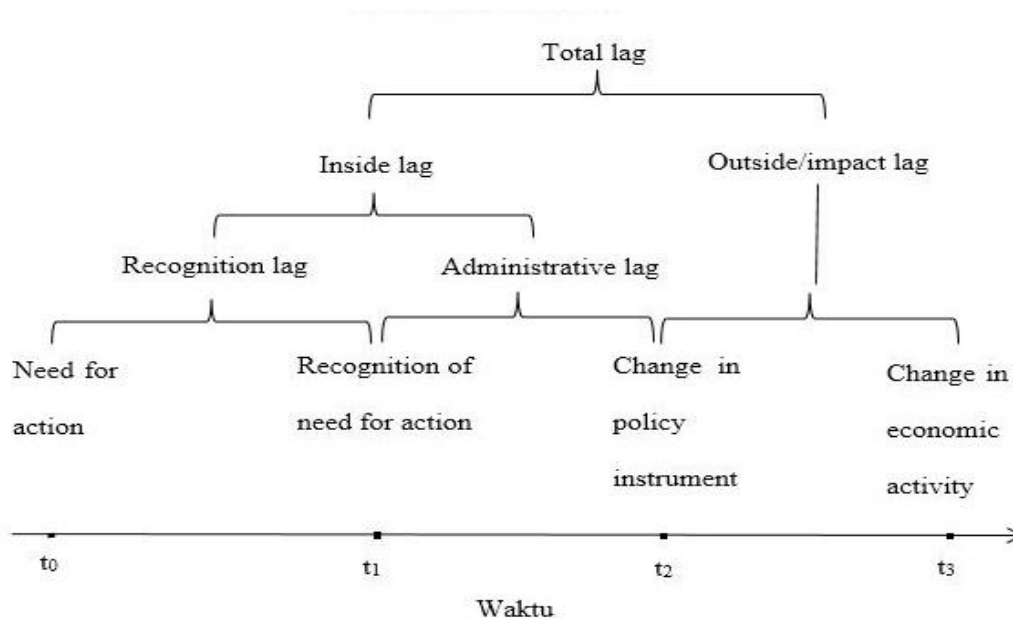 Total lag
Inside lag
Outside/impact lag
Recognition lag
Administrative lag
Need for
action
Recognition of
need for action
Change in
policy
instrument
Change in
economic
activity
t0
t1
t2
t3
Waktu